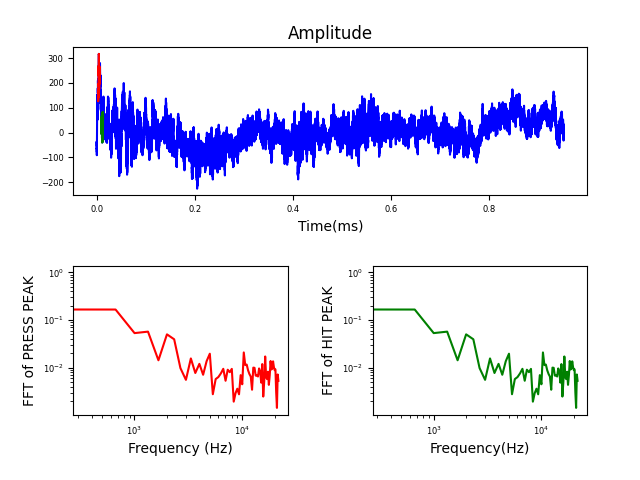 Amplitude
300
200
100
0
−100
−200
0.0 0.2 0.4 0.6 0.8
Time(ms)
FFT of PRESS PEAK
10⁰
10⁻¹
10⁻²
10³ 10⁴
Frequency (Hz)
FFT of HIT PEAK
10⁰
10⁻¹
10⁻²
10³ 10⁴
Frequency(Hz)